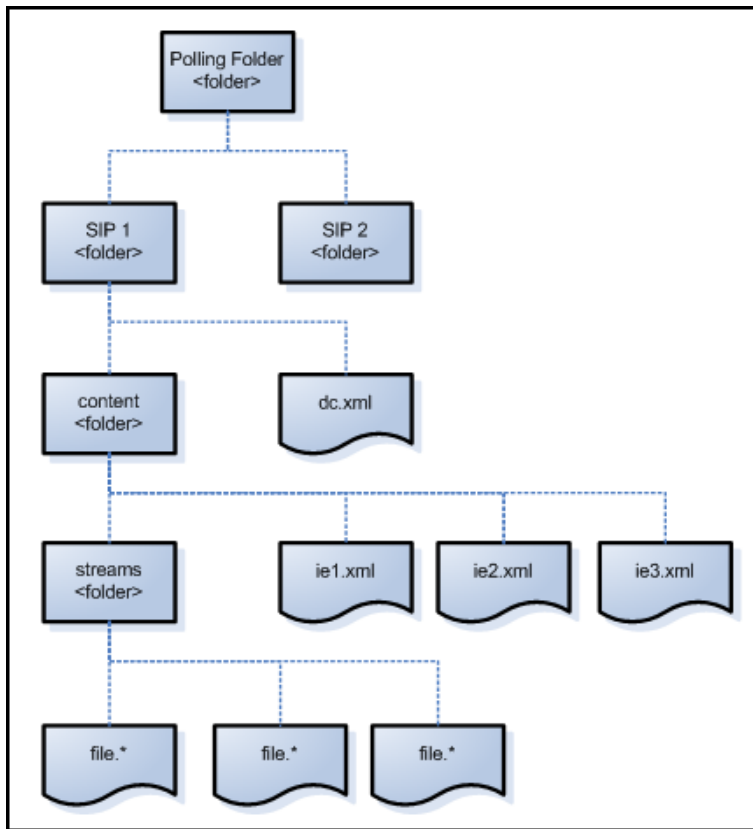 Polling Folder
<folder>
SIP 1
<folder>
SIP 2
<folder>
content
<folder>
dc.xml
streams
<folder>
ie1.xml
ie2.xml
ie3.xml
file.*
file.*
file.*